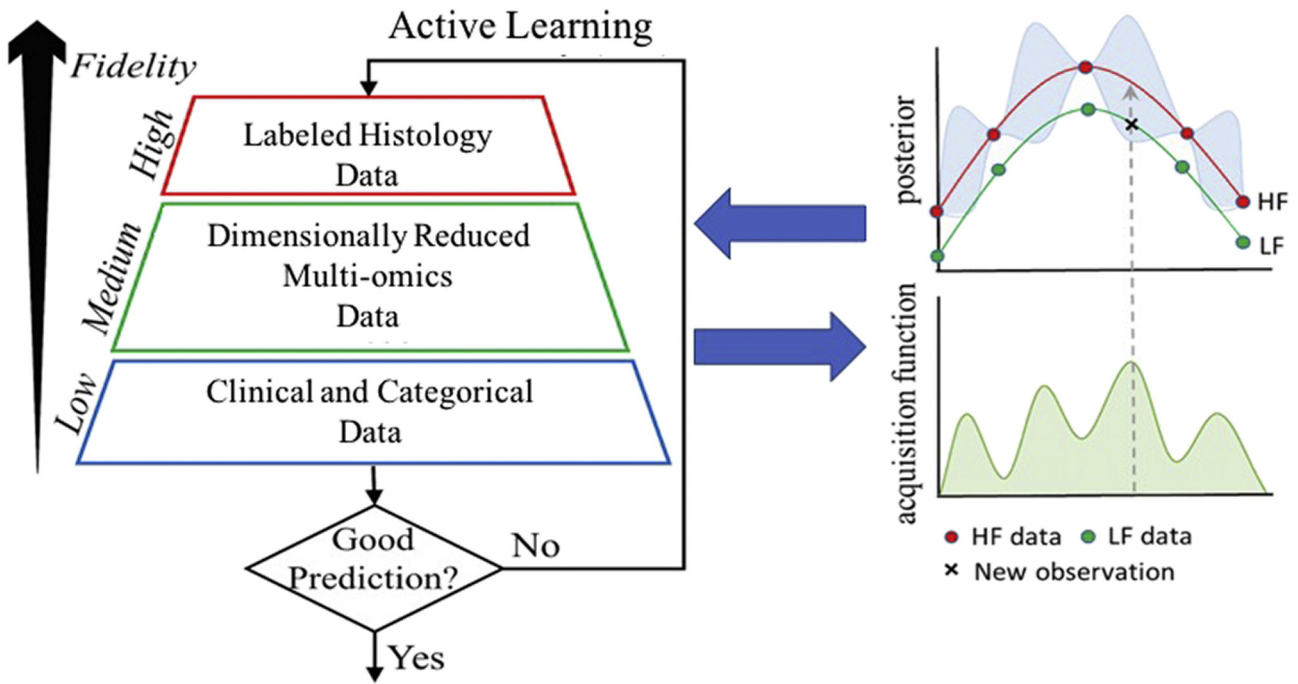 Active Learning
Fidelity
High
Labeled Histology
Data
Medium
Dimensionally Reduced
Multi-omics
Data
Low
Clinical and Categorical
Data
Good
Prediction?
No
Yes
posterior
HF
LF
acquisition function
HF data
LF data
× New observation